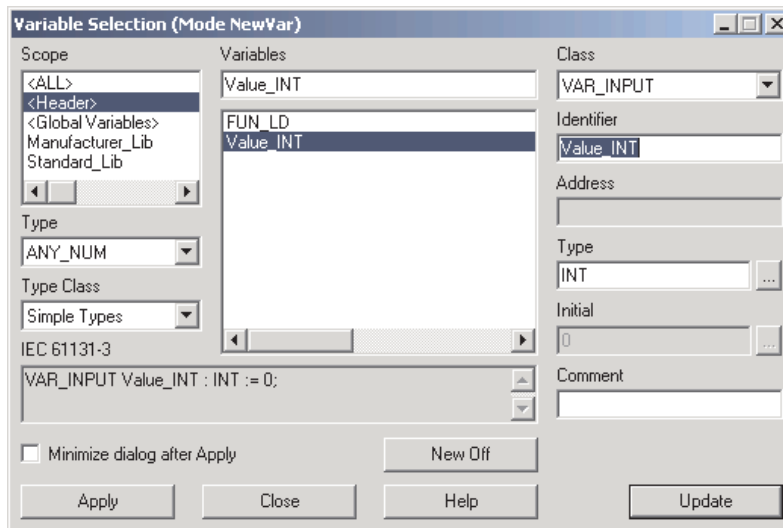 Variable Selection (Mode NewVar)
Scope
<ALL>
<Header>
<Global Variables>
Manufacturer_Lib
Standard_Lib
Type
ANY_NUM
Type Class
Simple Types
IEC 61131-3
VAR_INPUT Value_INT : INT := 0;
Variables
Value_INT
FUN_LD
Value_INT
Class
VAR_INPUT
Identifier
Value_INT
Address
Type
INT
...
Initial
0
...
Comment
Minimize dialog after Apply
New Off
Apply
Close
Help
Update